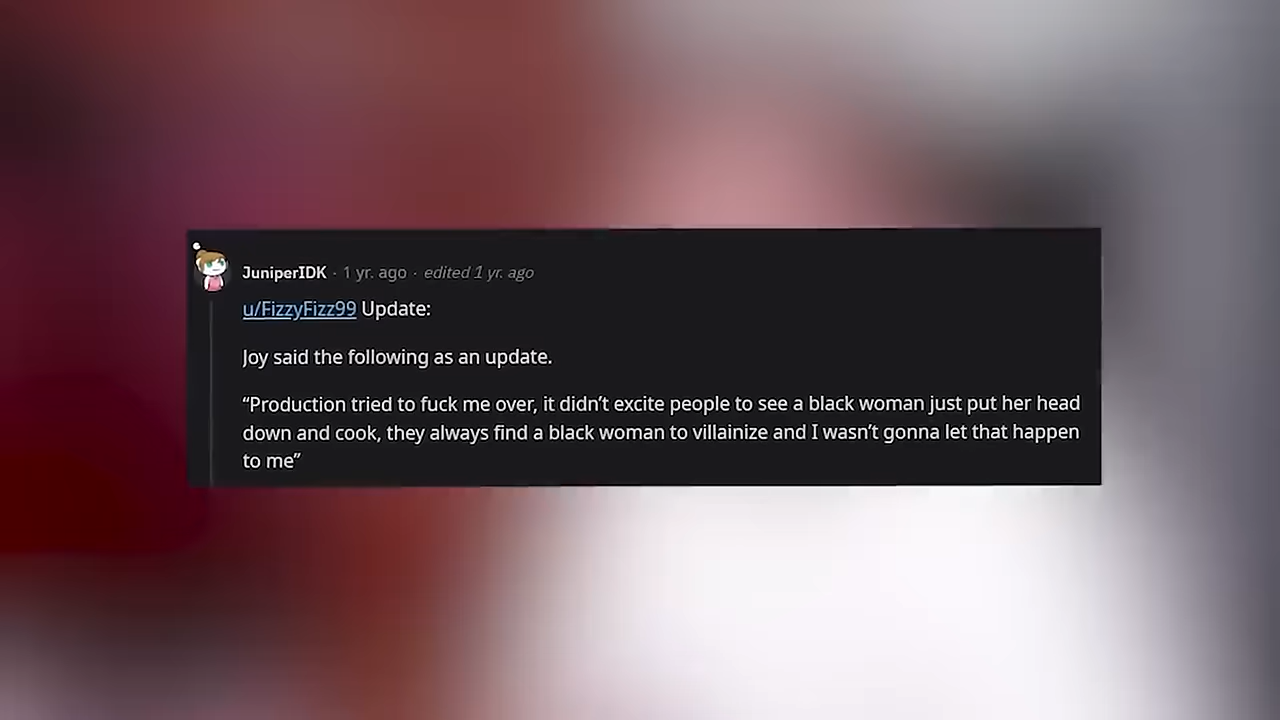 JuniperIDK · 1 yr. ago · edited 1 yr. ago
u/FizzyFizz99 Update:
Joy said the following as an update.
“Production tried to fuck me over, it didn’t excite people to see a black woman just put her head
down and cook, they always find a black woman to villainize and I wasn’t gonna let that happen
to me”